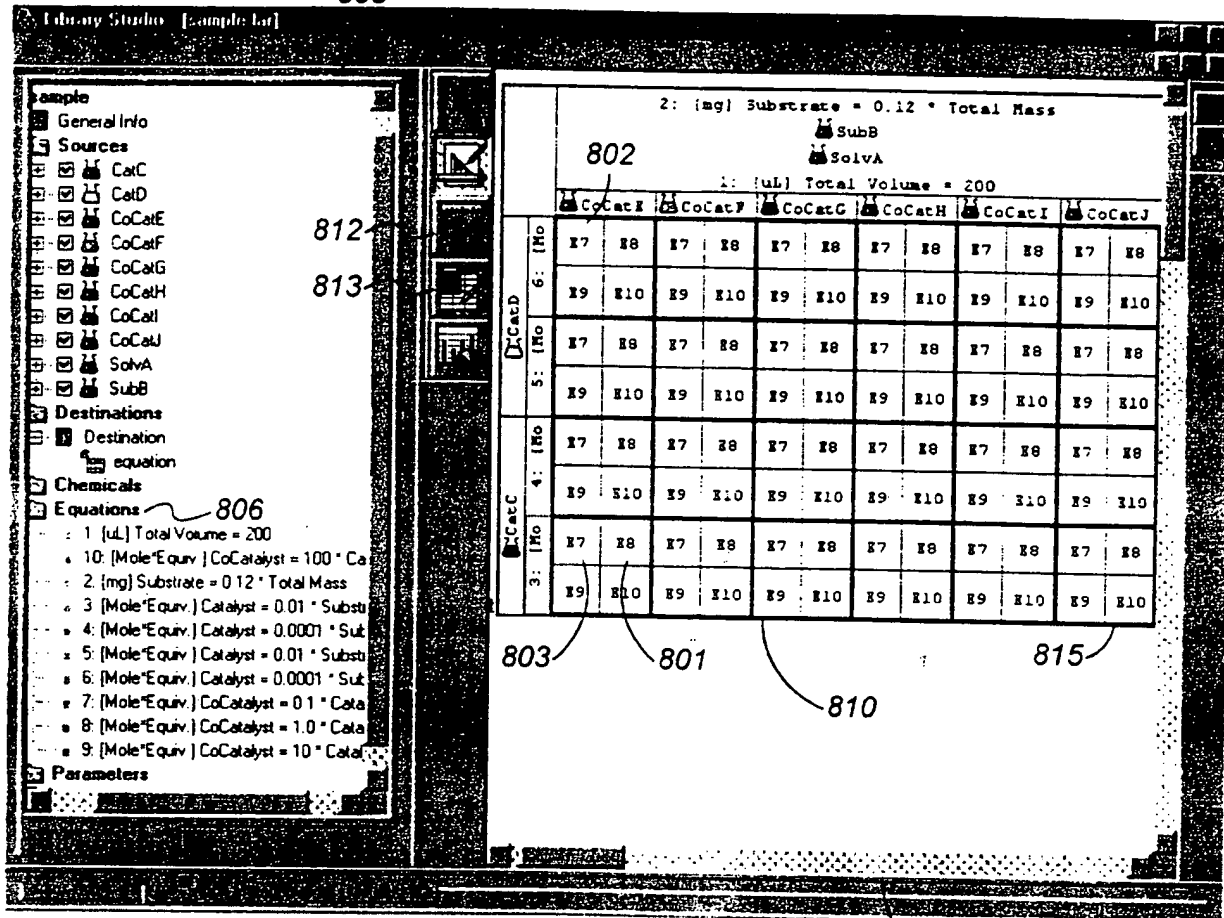 Library Studio [sample.lar]
sample
General Info
Sources
CatC
CatD
CoCatE
CoCatF
CoCatG
CoCatH
CoCatI
CoCatJ
SolvA
SubB
Destinations
Destination
equation
Chemicals
Equations
806
1 [uL] Total Volume = 200
10: [Mole*Equiv.] CoCatalyst = 100 * Ca
2. [mg] Substrate = 0.12 * Total Mass
3 [Mole*Equiv.] Catalyst = 0.01 * Substr
4: [Mole*Equiv.] Catalyst = 0.0001 * Sub
5: [Mole*Equiv.] Catalyst = 0.01 * Substr
6: [Mole*Equiv.] Catalyst = 0.0001 * Sub
7: [Mole*Equiv.] CoCatalyst = 0.1 * Cata
8: [Mole*Equiv.] CoCatalyst = 1.0 * Cata
9: [Mole*Equiv.] CoCatalyst = 10 * Catal
Parameters
812
813
2: [mg] Substrate = 0.12 * Total Mass
SubB
802
SolvA
1: [uL] Total Volume = 200
CoCatE CoCatF CoCatG CoCatH CoCatI CoCatJ
CatD
6: [Mo
E7 E8 E7 E8 E7 E8 E7 E8 E7 E8 E7 E8
E9 E10 E9 E10 E9 E10 E9 E10 E9 E10 E9 E10
5: [Mo
E7 E8 E7 E8 E7 E8 E7 E8 E7 E8 E7 E8
E9 E10 E9 E10 E9 E10 E9 E10 E9 E10 E9 E10
CatC
4: [Mo
E7 E8 E7 E8 E7 E8 E7 E8 E7 E8 E7 E8
E9 E10 E9 E10 E9 E10 E9 E10 E9 E10 E9 E10
3: [Mo
E7 E8 E7 E8 E7 E8 E7 E8 E7 E8 E7 E8
E9 E10 E9 E10 E9 E10 E9 E10 E9 E10 E9 E10
803 801 810 815